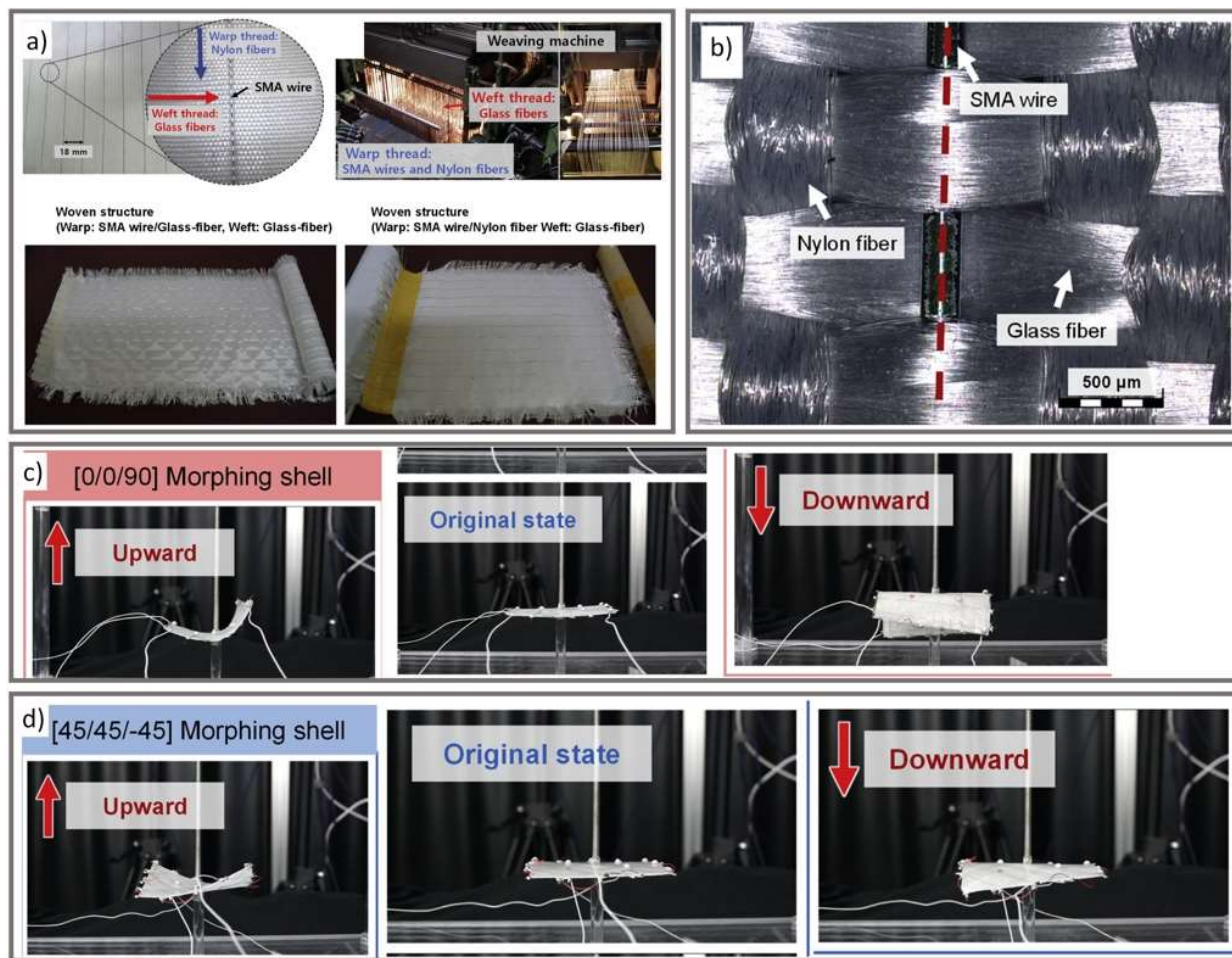 a)
Warp thread:
Nylon fibers
SMA wire
Weft thread:
Glass fibers
18 mm
Weaving machine
Weft thread:
Glass fibers
Warp thread:
SMA wires and Nylon fibers
Woven structure
(Warp: SMA wire/Glass-fiber, Weft: Glass-fiber)
Woven structure
(Warp: SMA wire/Nylon fiber Weft: Glass-fiber)
b)
SMA wire
Nylon fiber
Glass fiber
500 µm
c)
[0/0/90] Morphing shell
Upward
Original state
Downward
d)
[45/45/-45] Morphing shell
Upward
Original state
Downward